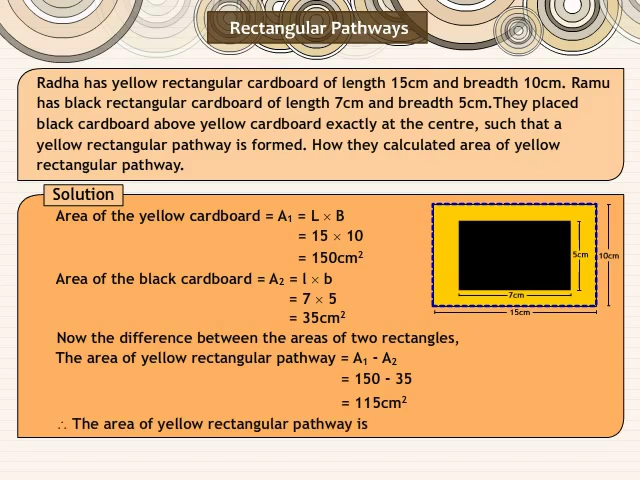 Rectangular Pathways
Radha has yellow rectangular cardboard of length 15cm and breadth 10cm. Ramu
has black rectangular cardboard of length 7cm and breadth 5cm.They placed
black cardboard above yellow cardboard exactly at the centre, such that a
yellow rectangular pathway is formed. How they calculated area of yellow
rectangular pathway.
Solution
Area of the yellow cardboard = A₁ = L × B
= 15 × 10
= 150cm²
Area of the black cardboard = A₂ = l × b
= 7 × 5
= 35cm²
Now the difference between the areas of two rectangles,
The area of yellow rectangular pathway = A₁ - A₂
= 150 - 35
= 115cm²
∴ The area of yellow rectangular pathway is
5cm
10cm
7cm
15cm